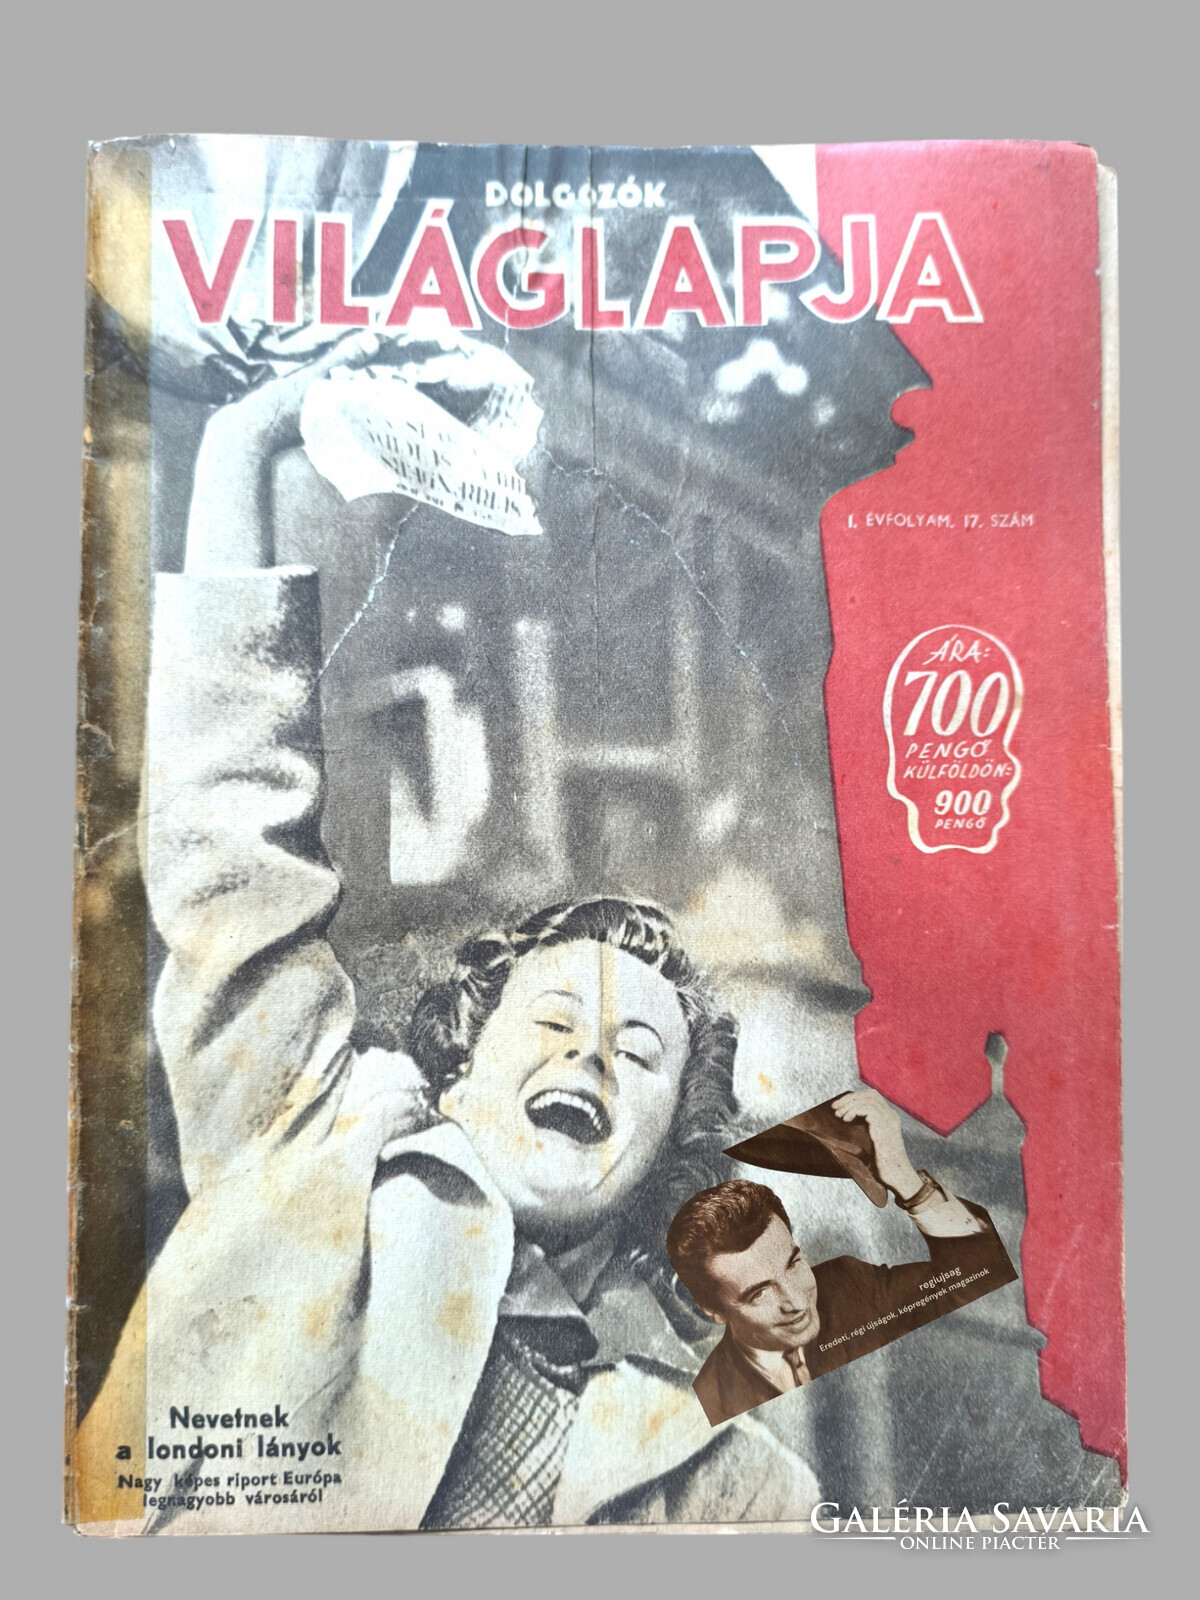 DOLGOZÓK
VILÁGLAPJA
I. ÉVFOLYAM. 17. SZÁM
ÁRA:
700
PENGŐ
KÜLFÖLDÖN:
900
PENGŐ
regiujsag
Eredeti, régi újságok, képregények magazinok
Nevetnek
a londoni lányok
Nagy képes riport Európa
legnagyobb városáról
GALÉRIA SAVARIA
ONLINE PIACTÉR